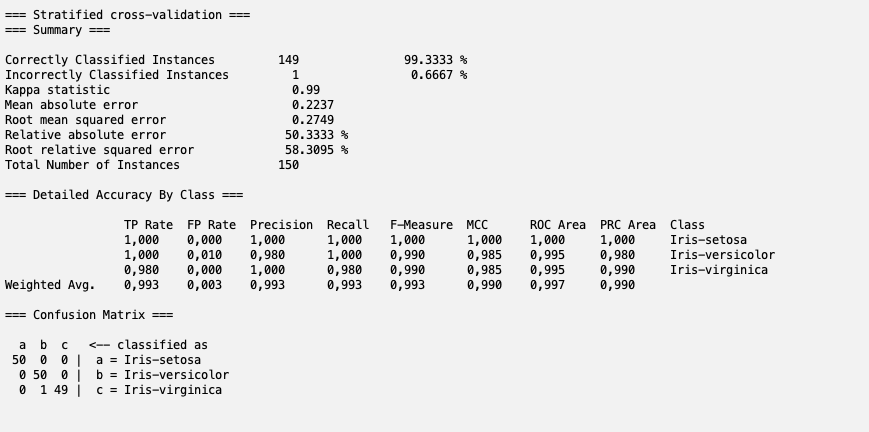 === Stratified cross-validation ===
=== Summary ===
Correctly Classified Instances 149 99.3333 %
Incorrectly Classified Instances 1 0.6667 %
Kappa statistic 0.99
Mean absolute error 0.2237
Root mean squared error 0.2749
Relative absolute error 50.3333 %
Root relative squared error 58.3095 %
Total Number of Instances 150
=== Detailed Accuracy By Class ===
TP Rate FP Rate Precision Recall F-Measure MCC ROC Area PRC Area Class
1,000 0,000 1,000 1,000 1,000 1,000 1,000 1,000 Iris-setosa
1,000 0,010 0,980 1,000 0,990 0,985 0,995 0,980 Iris-versicolor
0,980 0,000 1,000 0,980 0,990 0,985 0,995 0,990 Iris-virginica
Weighted Avg. 0,993 0,003 0,993 0,993 0,993 0,990 0,997 0,990
=== Confusion Matrix ===
a b c <-- classified as
50 0 0 | a = Iris-setosa
0 50 0 | b = Iris-versicolor
0 1 49 | c = Iris-virginica